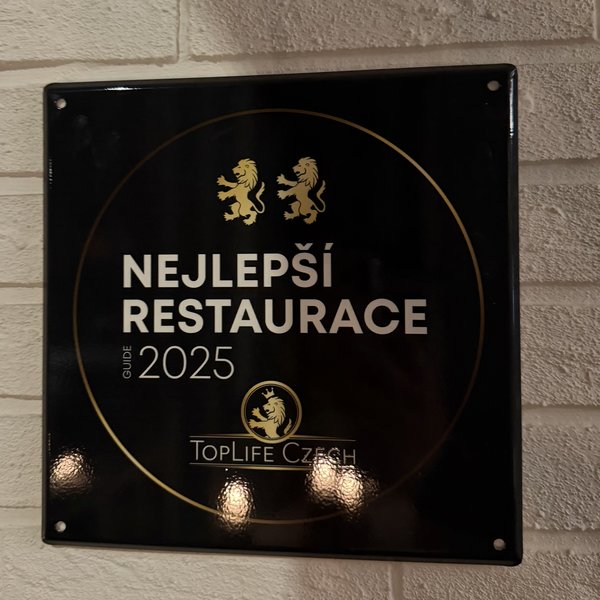 NEJLEPŠÍ
RESTAURACE
GUIDE 2025
TOPLIFE CZECH